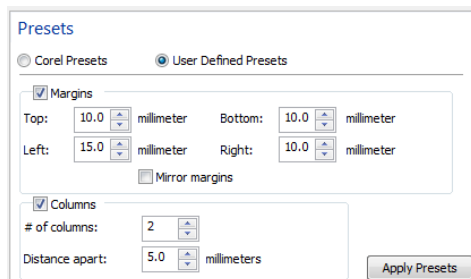 Presets
Corel Presets User Defined Presets
Margins
Top: 10.0 millimeter Bottom: 10.0 millimeter
Left: 15.0 millimeter Right: 10.0 millimeter
Mirror margins
Columns
# of columns: 2
Distance apart: 5.0 millimeters
Apply Presets